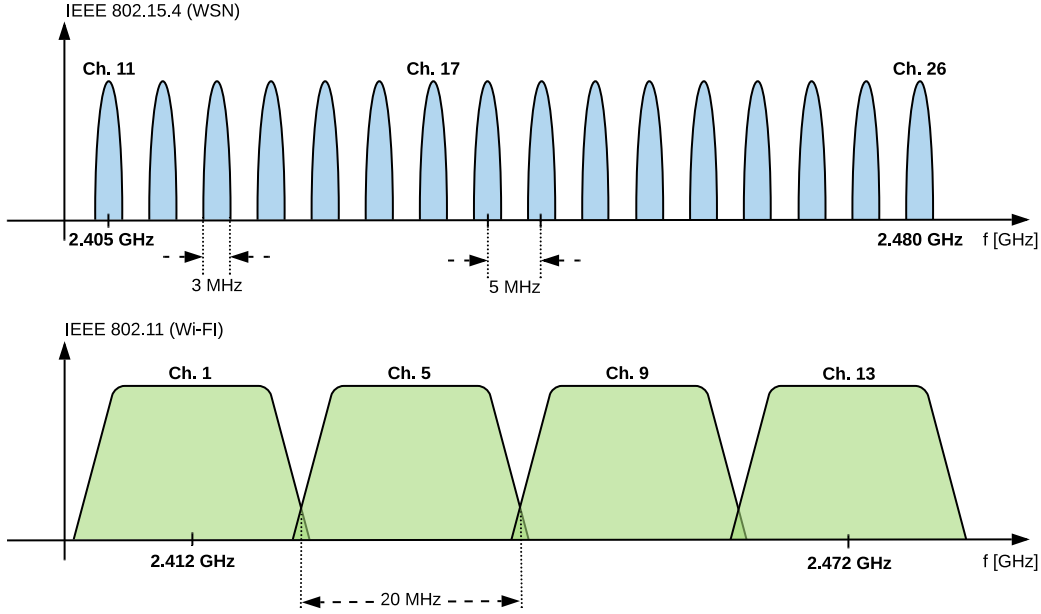 IEEE 802.15.4 (WSN)
Ch. 11
Ch. 17
Ch. 26
2.405 GHz
2.480 GHz
f [GHz]
3 MHz
5 MHz
IEEE 802.11 (Wi-FI)
Ch. 1
Ch. 5
Ch. 9
Ch. 13
2.412 GHz
2.472 GHz
f [GHz]
20 MHz